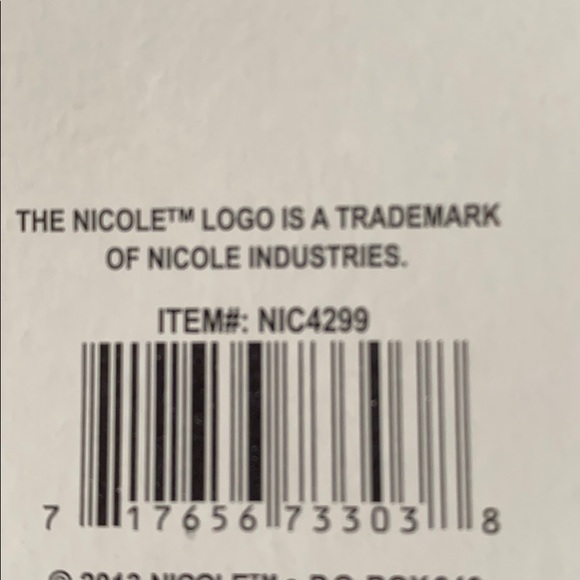 THE NICOLE™ LOGO IS A TRADEMARK
OF NICOLE INDUSTRIES.
ITEM#: NIC4299
7 17656 73303 8